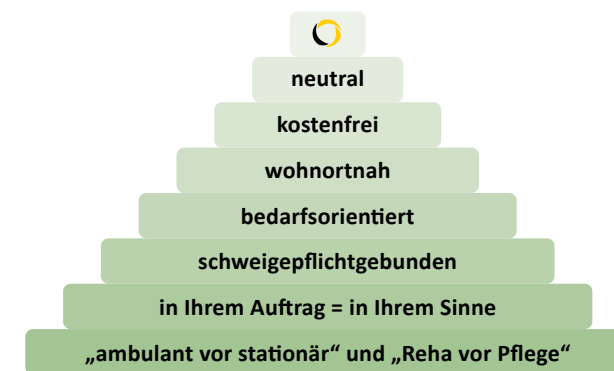 neutral
kostenfrei
wohnortnah
bedarfsorientiert
schweigepflichtgebunden
in Ihrem Auftrag = in Ihrem Sinne
„ambulant vor stationär“ und „Reha vor Pflege“